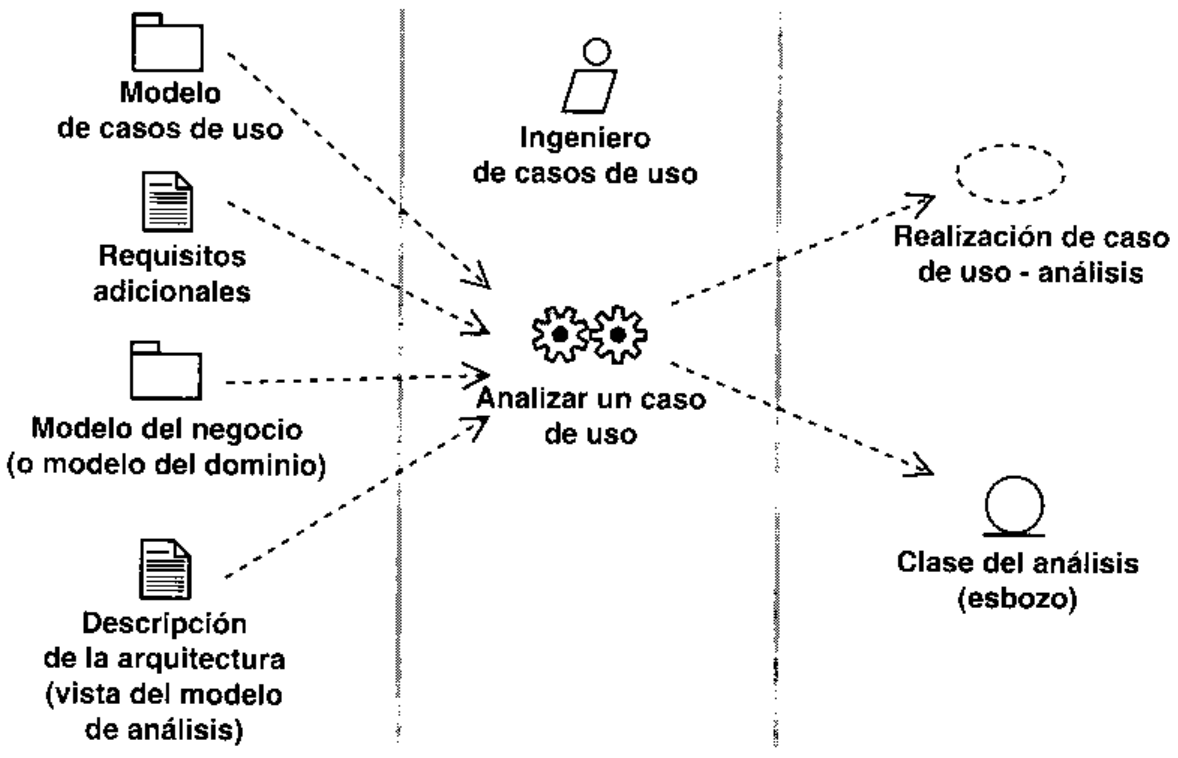 Modelo
de casos de uso
Requisitos
adicionales
Modelo del negocio
(o modelo del dominio)
Descripción
de la arquitectura
(vista del modelo
de análisis)
Ingeniero
de casos de uso
Analizar un caso
de uso
Realización de caso
de uso - análisis
Clase del análisis
(esbozo)